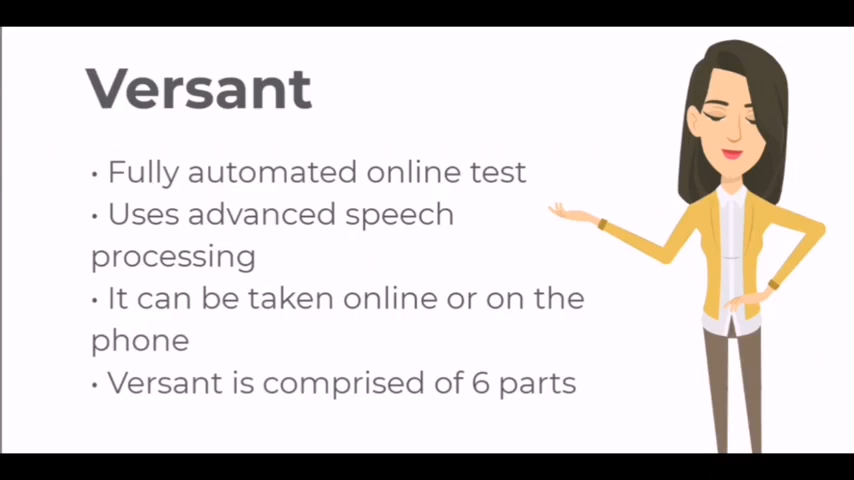 Versant
• Fully automated online test
• Uses advanced speech
processing
• It can be taken online or on the
phone
• Versant is comprised of 6 parts